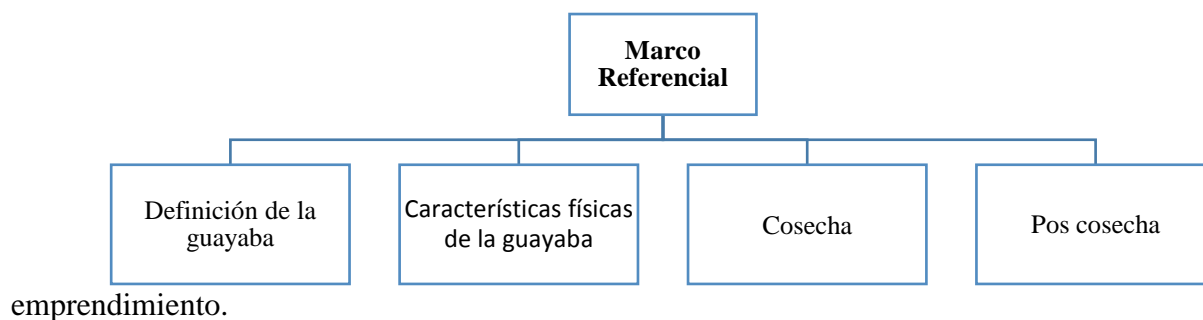 Marco
Referencial
Definición de la
guayaba
Características físicas
de la guayaba
Cosecha
Pos cosecha
emprendimiento.